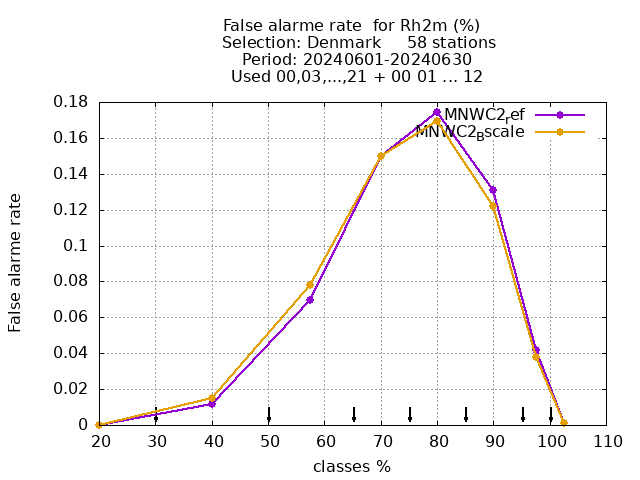 False alarme rate  for Rh2m (%)
Selection: Denmark     58 stations
Period: 20240601-20240630
Used 00,03,...,21 + 00 01 ... 12
MNWC2ref
MNWC2Bscale
0.18
0.16
0.14
0.12
0.1
0.08
0.06
0.04
0.02
0
False alarme rate
20 30 40 50 60 70 80 90 100 110
classes %